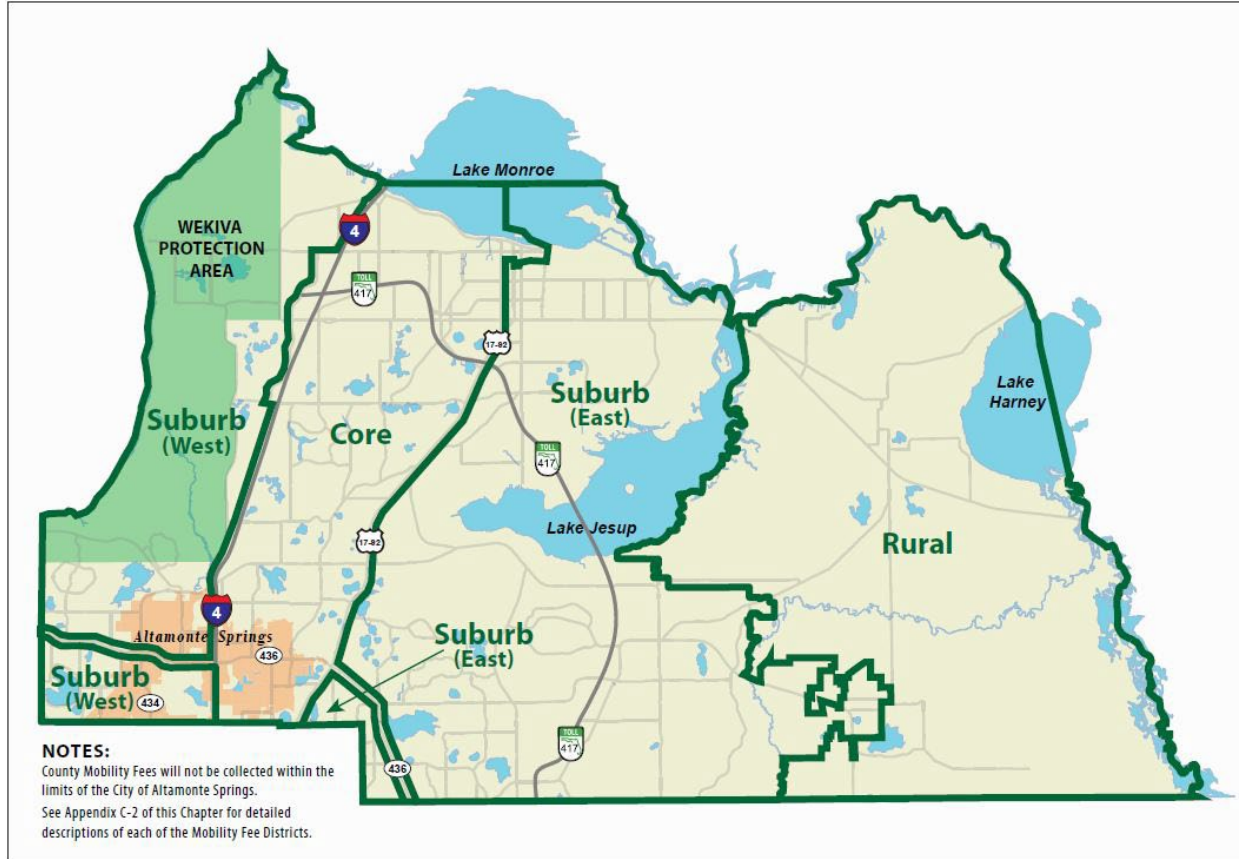 Lake Monroe
WEKIVA
PROTECTION
AREA
4
TOLL
417
17-92
Suburb
(West)
Core
Suburb
(East)
Lake
Harney
TOLL
417
Lake Jesup
17-92
Rural
4
Altamonte Springs
436
Suburb
(East)
Suburb
(West)
434
TOLL
417
436
NOTES:
County Mobility Fees will not be collected within the
limits of the City of Altamonte Springs.
See Appendix C-2 of this Chapter for detailed
descriptions of each of the Mobility Fee Districts.